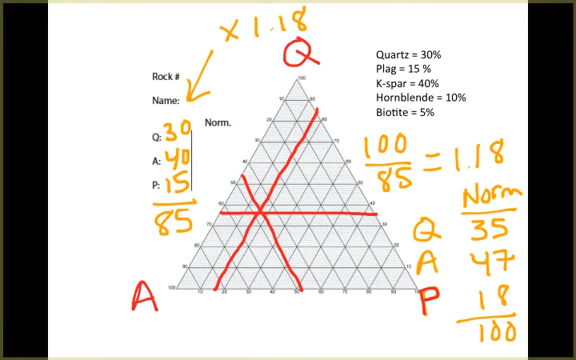 × 1.18
Q
Quartz = 30%
Plag = 15 %
K-spar = 40%
Hornblende = 10%
Biotite = 5%
Rock #
Name:
Norm.
Q: 30
A: 40
P: 15
85
100/85 = 1.18
Norm
Q 35
A 47
P 18
100
A